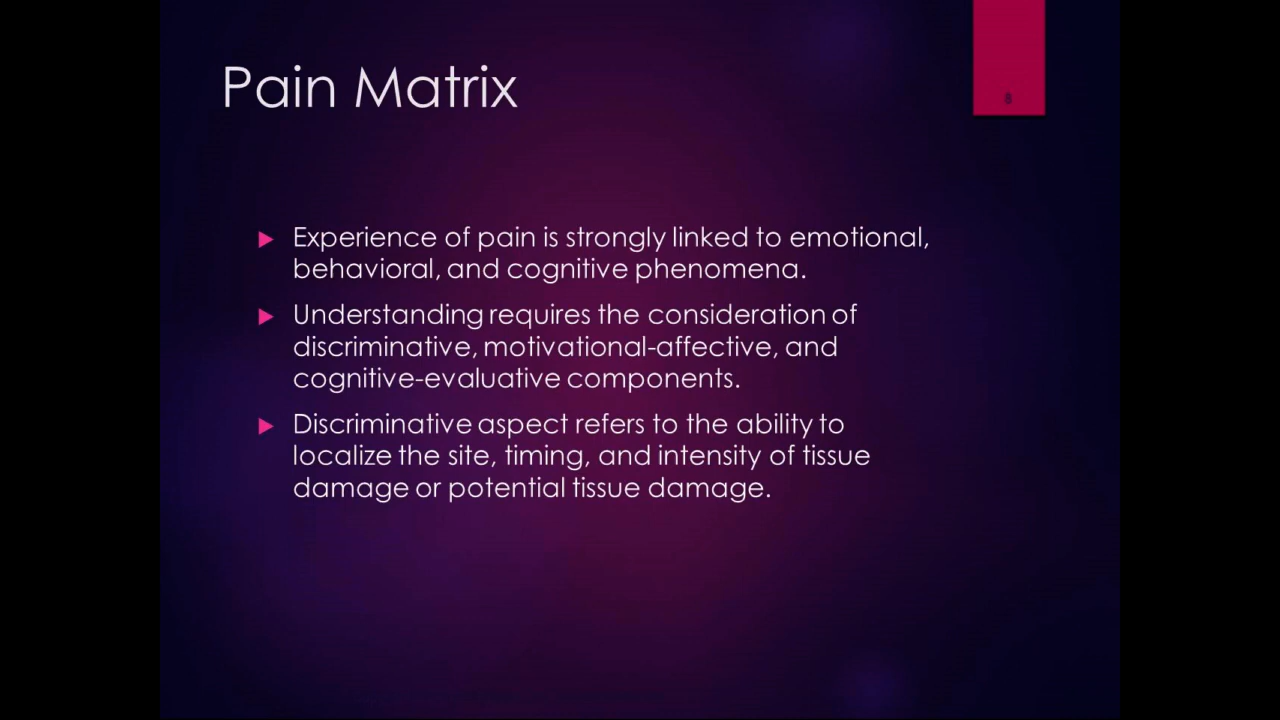 Pain Matrix
8
Experience of pain is strongly linked to emotional,
behavioral, and cognitive phenomena.
Understanding requires the consideration of
discriminative, motivational-affective, and
cognitive-evaluative components.
Discriminative aspect refers to the ability to
localize the site, timing, and intensity of tissue
damage or potential tissue damage.